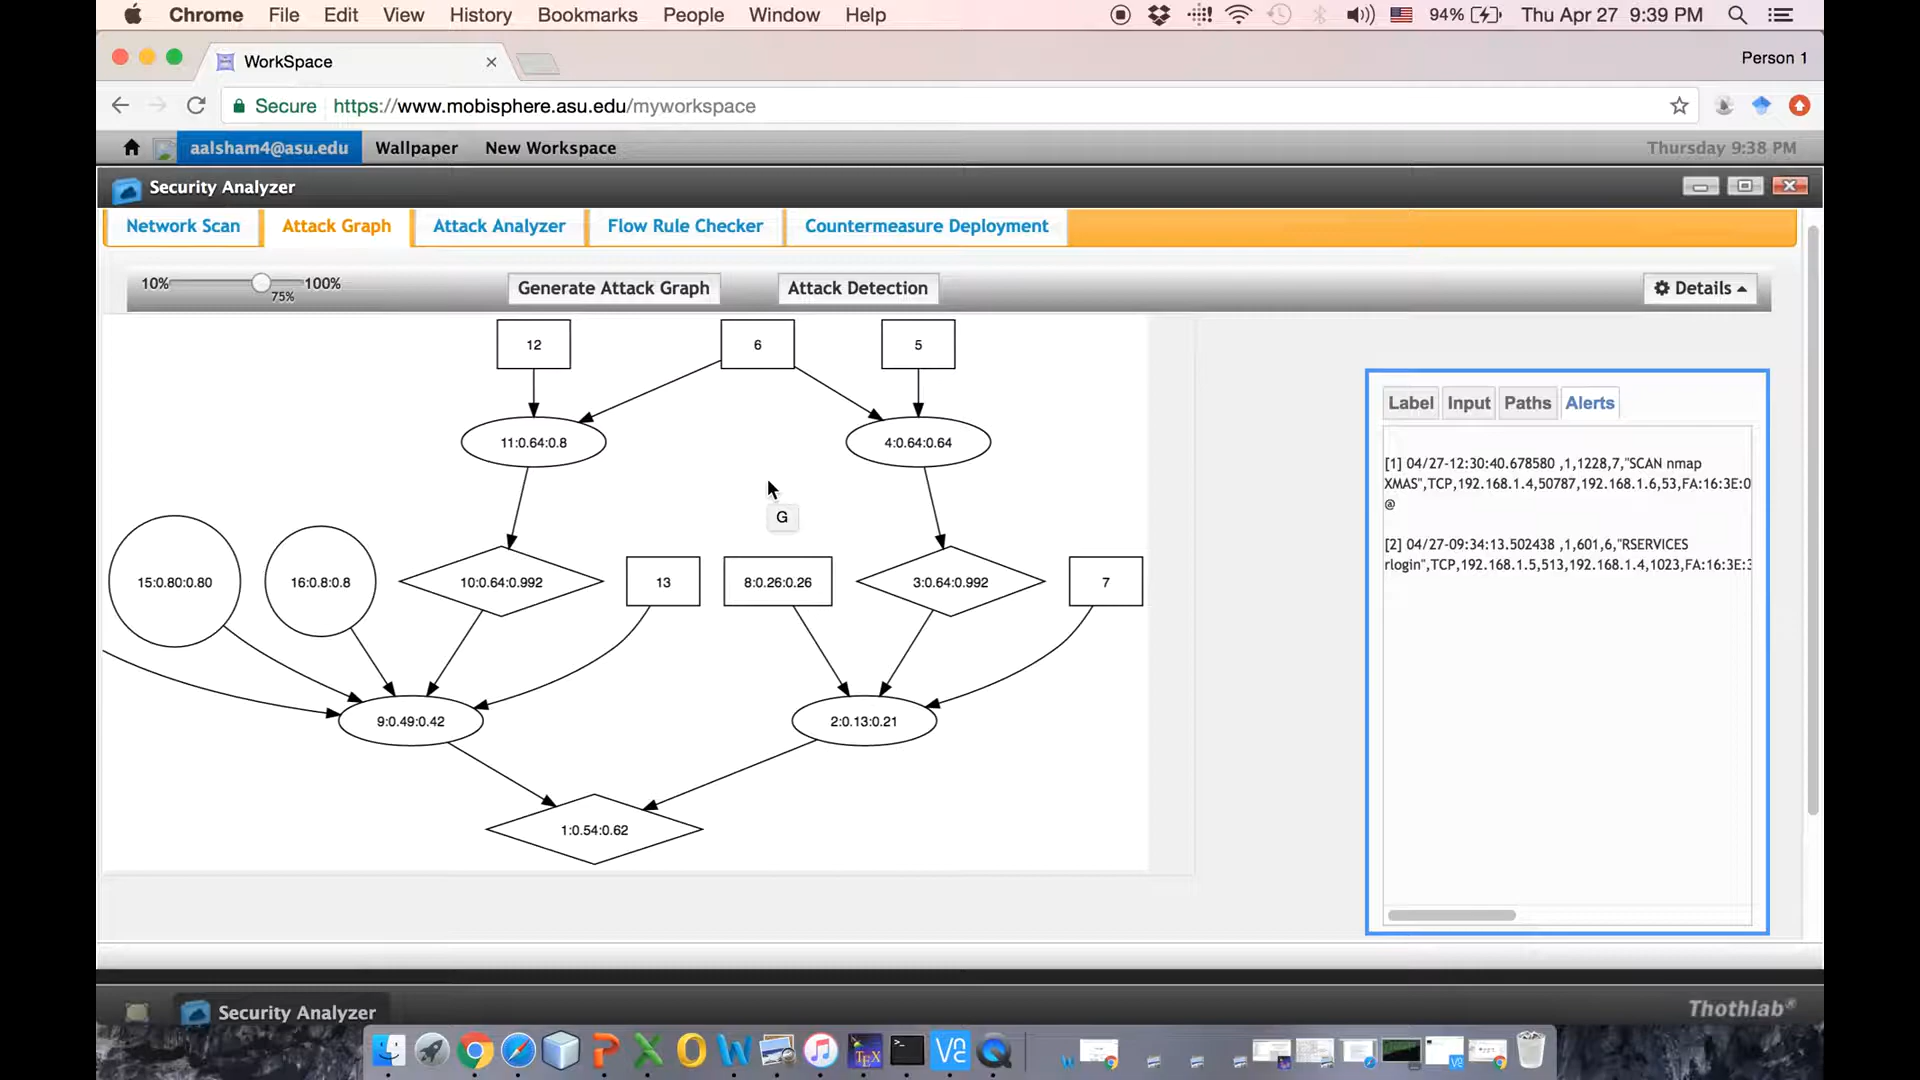 Chrome File Edit View History Bookmarks People Window Help 94% Thu Apr 27 9:39 PM
WorkSpace
Person 1
Secure https://www.mobisphere.asu.edu/myworkspace
aalsham4@asu.edu Wallpaper New Workspace Thursday 9:38 PM
Security Analyzer
Network Scan Attack Graph Attack Analyzer Flow Rule Checker Countermeasure Deployment
10% 100% Generate Attack Graph Attack Detection Details
75%
12 6 5
Label Input Paths Alerts
11:0.64:0.8 4:0.64:0.64
[1] 04/27-12:30:40.678580 ,1,1228,7,"SCAN nmap
XMAS",TCP,192.168.1.4,50787,192.168.1.6,53,FA:16:3E:0
@
G
[2] 04/27-09:34:13.502438 ,1,601,6,"RSERVICES
rlogin",TCP,192.168.1.5,513,192.168.1.4,1023,FA:16:3E:3
15:0.80:0.80 16:0.8:0.8 10:0.64:0.992 13 8:0.26:0.26 3:0.64:0.992 7
9:0.49:0.42 2:0.13:0.21
1:0.54:0.62
Security Analyzer
Thothlab®
TEX